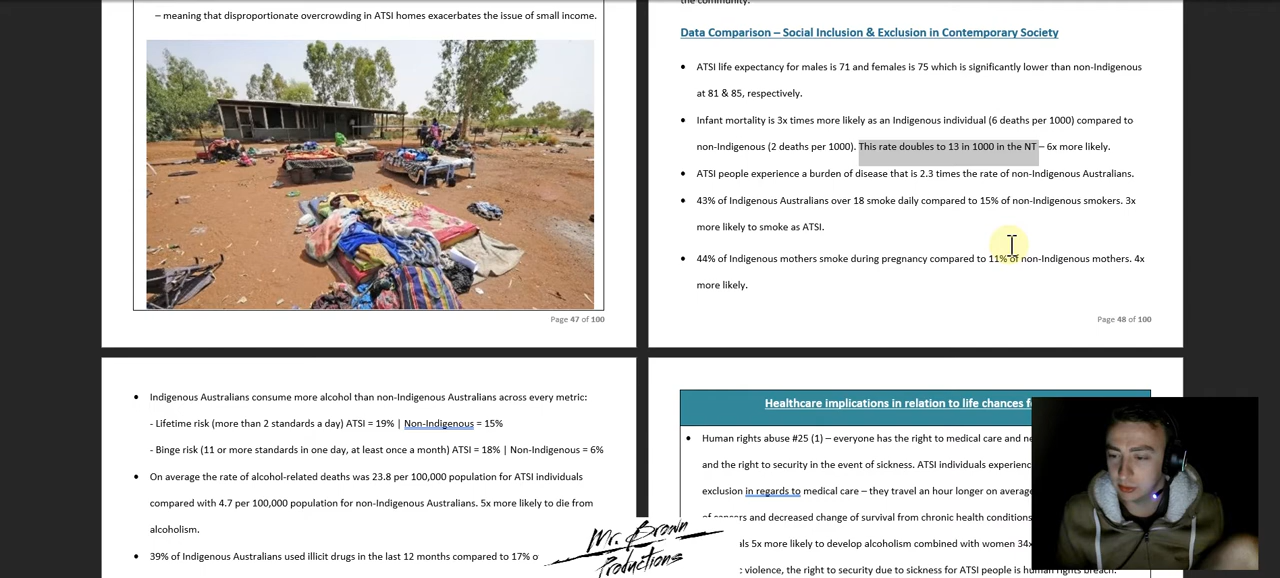 – meaning that disproportionate overcrowding in ATSI homes exacerbates the issue of small income.
Page 47 of 100
Data Comparison – Social Inclusion & Exclusion in Contemporary Society
• ATSI life expectancy for males is 71 and females is 75 which is significantly lower than non-Indigenous
at 81 & 85, respectively.
• Infant mortality is 3x times more likely as an Indigenous individual (6 deaths per 1000) compared to
non-Indigenous (2 deaths per 1000). This rate doubles to 13 in 1000 in the NT – 6x more likely.
• ATSI people experience a burden of disease that is 2.3 times the rate of non-Indigenous Australians.
• 43% of Indigenous Australians over 18 smoke daily compared to 15% of non-Indigenous smokers. 3x
more likely to smoke as ATSI.
• 44% of Indigenous mothers smoke during pregnancy compared to 11% of non-Indigenous mothers. 4x
more likely.
Page 48 of 100
• Indigenous Australians consume more alcohol than non-Indigenous Australians across every metric:
- Lifetime risk (more than 2 standards a day) ATSI = 19% | Non-Indigenous = 15%
- Binge risk (11 or more standards in one day, at least once a month) ATSI = 18% | Non-Indigenous = 6%
• On average the rate of alcohol-related deaths was 23.8 per 100,000 population for ATSI individuals
compared with 4.7 per 100,000 population for non-Indigenous Australians. 5x more likely to die from
alcoholism.
• 39% of Indigenous Australians used illicit drugs in the last 12 months compared to 17% o
Healthcare implications in relation to life chances
• Human rights abuse #25 (1) – everyone has the right to medical care and
and the right to security in the event of sickness. ATSI individuals
exclusion in regards to medical care – they travel an hour longer on average
and decreased change of survival from chronic health conditions
5x more likely to develop alcoholism combined with women 34x
violence, the right to security due to sickness for ATSI people is human rights breach.
Mr. Brown
Productions